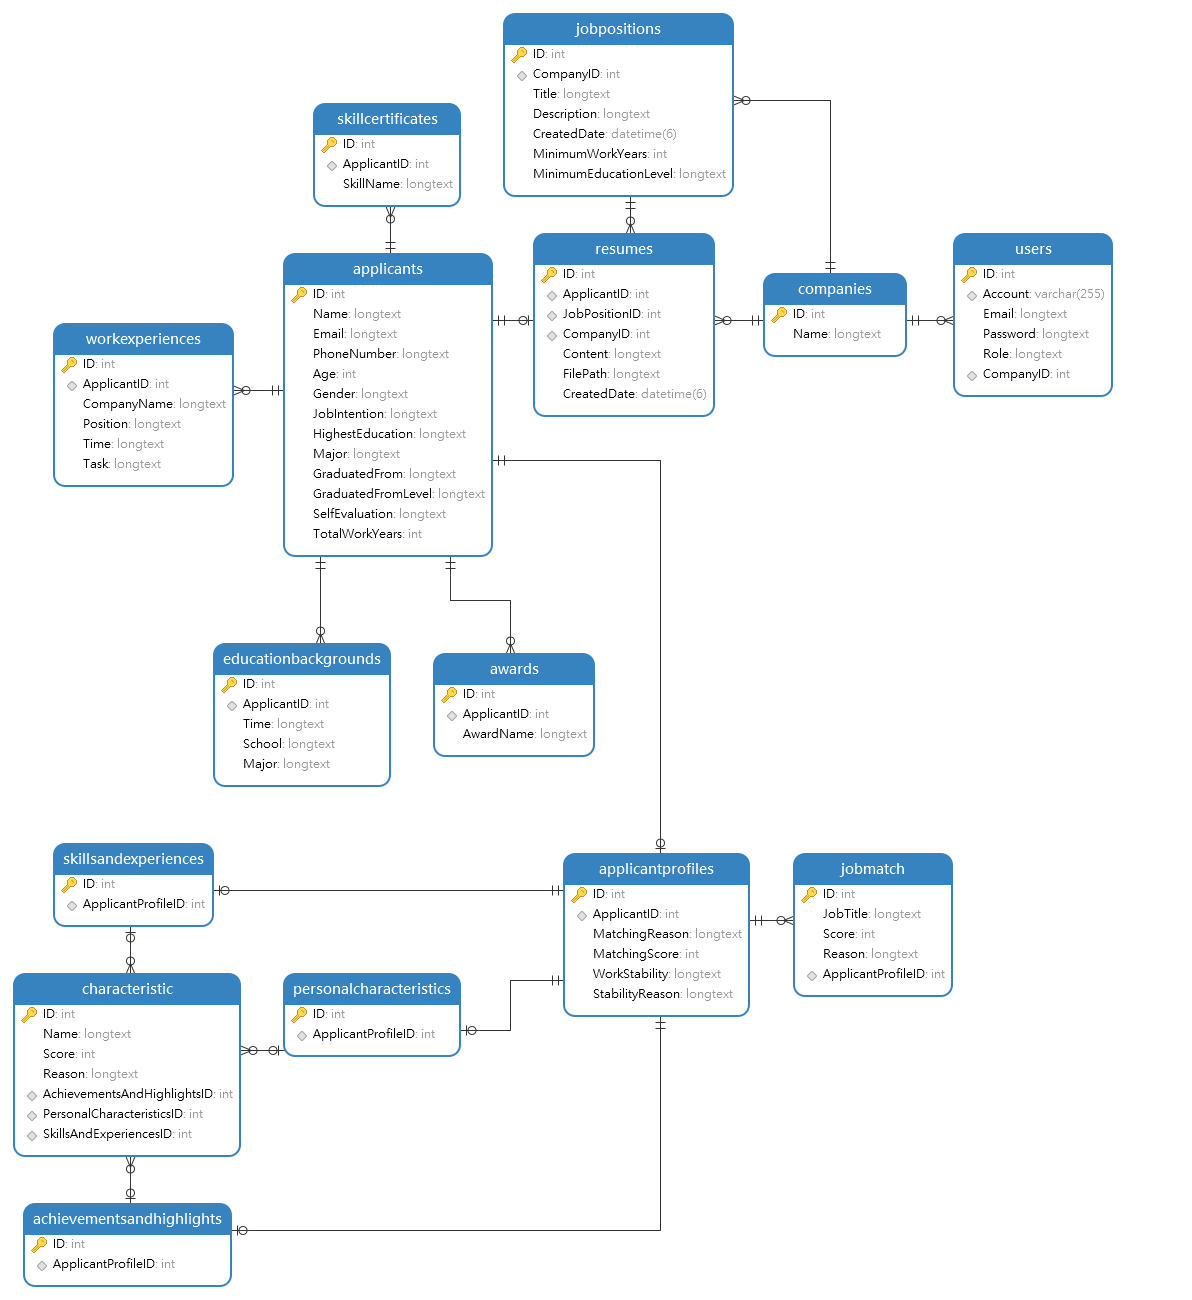 jobpositions
ID: int
CompanyID: int
Title: longtext
Description: longtext
CreatedDate: datetime(6)
MinimumWorkYears: int
MinimumEducationLevel: longtext
skillcertificates
ID: int
ApplicantID: int
SkillName: longtext
applicants
ID: int
Name: longtext
Email: longtext
PhoneNumber: longtext
Age: int
Gender: longtext
JobIntention: longtext
HighestEducation: longtext
Major: longtext
GraduatedFrom: longtext
GraduatedFromLevel: longtext
SelfEvaluation: longtext
TotalWorkYears: int
resumes
ID: int
ApplicantID: int
JobPositionID: int
CompanyID: int
Content: longtext
FilePath: longtext
CreatedDate: datetime(6)
companies
ID: int
Name: longtext
users
ID: int
Account: varchar(255)
Email: longtext
Password: longtext
Role: longtext
CompanyID: int
workexperiences
ID: int
ApplicantID: int
CompanyName: longtext
Position: longtext
Time: longtext
Task: longtext
educationbackgrounds
ID: int
ApplicantID: int
Time: longtext
School: longtext
Major: longtext
awards
ID: int
ApplicantID: int
AwardName: longtext
skillsandexperiences
ID: int
ApplicantProfileID: int
applicantprofiles
ID: int
ApplicantID: int
MatchingReason: longtext
MatchingScore: int
WorkStability: longtext
StabilityReason: longtext
jobmatch
ID: int
JobTitle: longtext
Score: int
Reason: longtext
ApplicantProfileID: int
characteristic
ID: int
Name: longtext
Score: int
Reason: longtext
AchievementsAndHighlightsID: int
PersonalCharacteristicsID: int
SkillsAndExperiencesID: int
personalcharacteristics
ID: int
ApplicantProfileID: int
achievementsandhighlights
ID: int
ApplicantProfileID: int